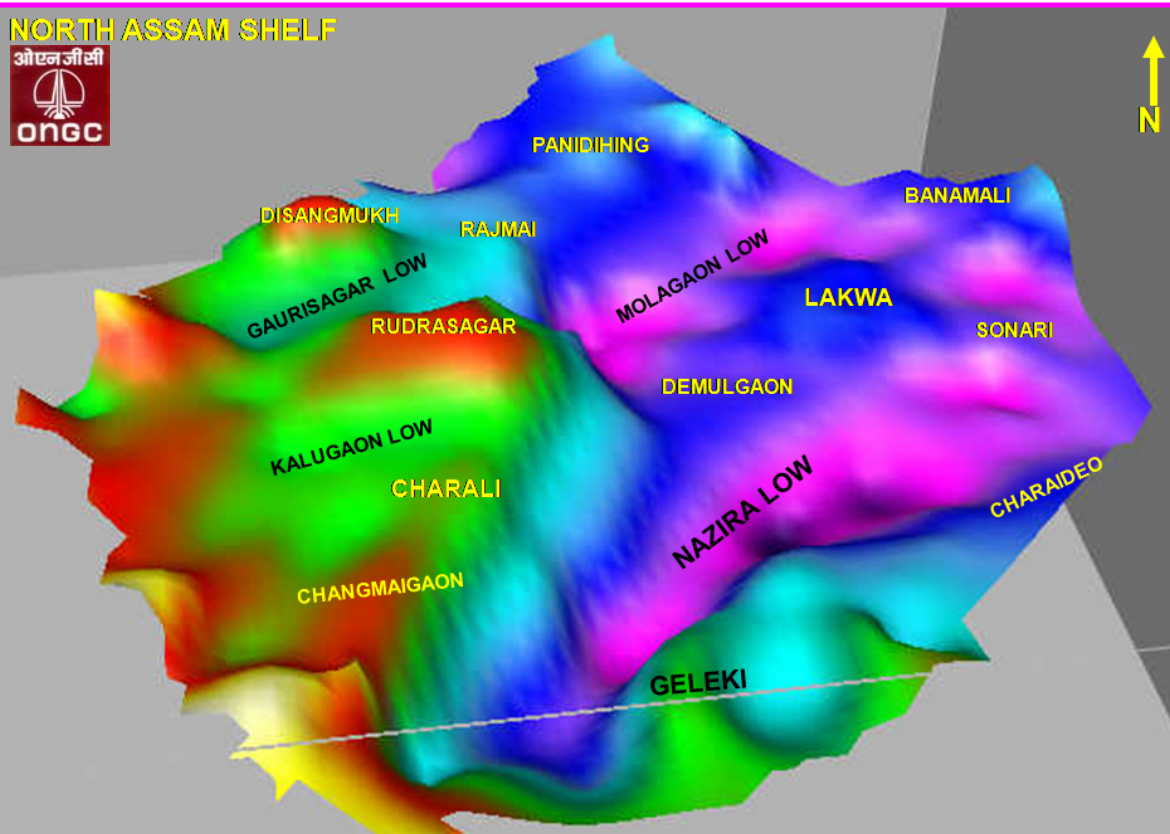 NORTH ASSAM SHELF
ओएनजीसी
ONGC
N
PANIDIHING
BANAMALI
DISANGMUKH
RAJMAI
MOLAGAON LOW
GAURISAGAR LOW
LAKWA
RUDRASAGAR
SONARI
DEMULGAON
KALUGAON LOW
CHARALI
CHARAIDEO
NAZIRA LOW
CHANGMAIGAON
GELEKI